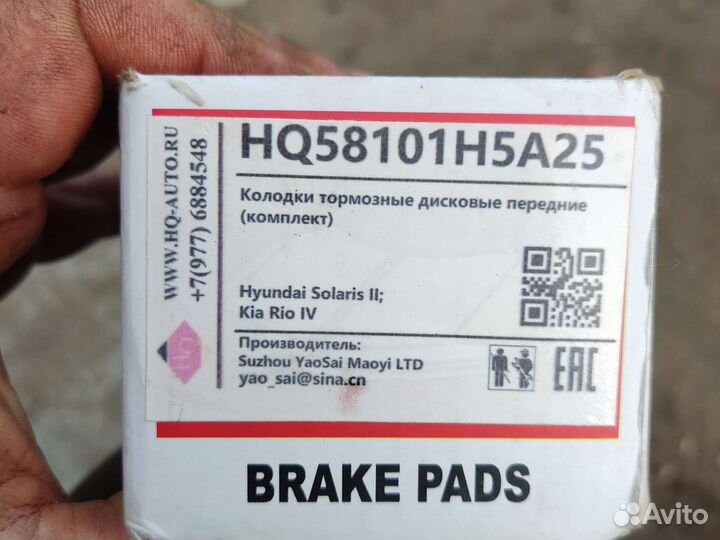 HQ58101H5A25
Колодки тормозные дисковые передние
(комплект)
Hyundai Solaris II;
Kia Rio IV
Производитель:
Suzhou YaoSai Maoyi LTD
yao_sai@sina.cn
WWW.HQ-AUTO.RU
+7(977) 6884548
HQ
EAC
BRAKE PADS
Avito